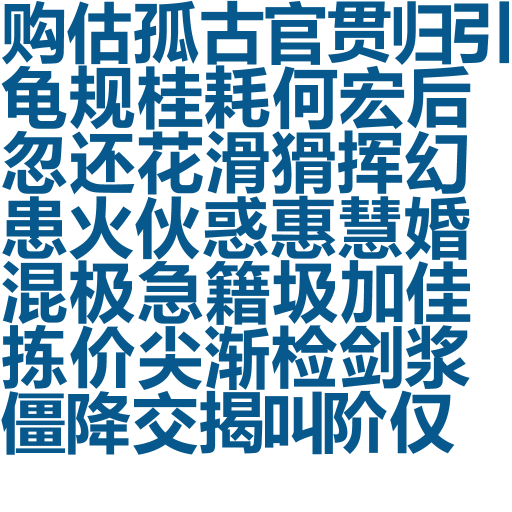 购估孤古官贯归引
龟规桂耗何宏后
忽还花滑猾挥幻
患火伙惑惠慧婚
混极急籍圾加佳
拣价尖渐检剑浆
僵降交揭叫阶仅